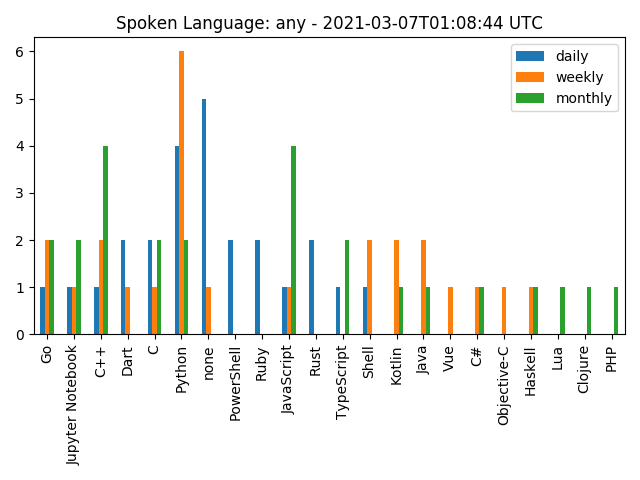 Spoken Language: any - 2021-03-07T01:08:44 UTC
daily
weekly
monthly
6
5
4
3
2
1
0
Go
Jupyter Notebook
C++
Dart
C
Python
none
PowerShell
Ruby
JavaScript
Rust
TypeScript
Shell
Kotlin
Java
Vue
C#
Objective-C
Haskell
Lua
Clojure
PHP